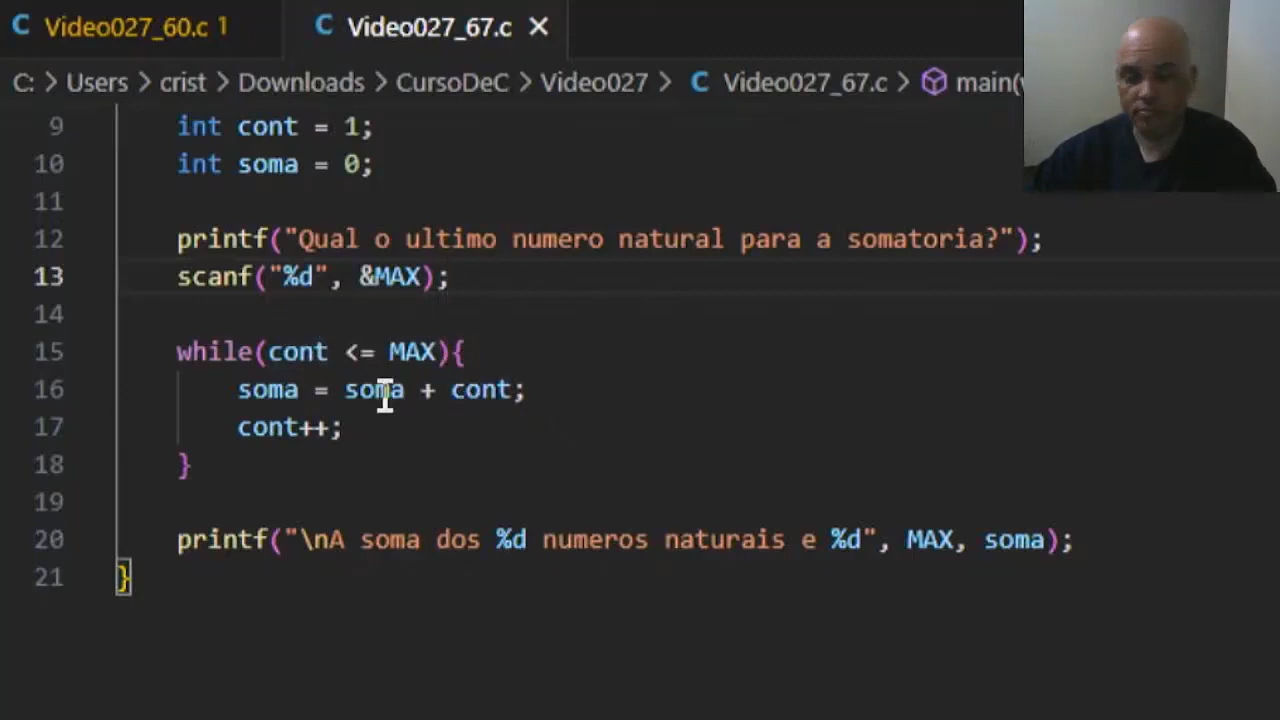 Video027_60.c 1
Video027_67.c
C: > Users > crist > Downloads > CursoDeC > Video027 > C Video027_67.c > main(
9 int cont = 1;
10 int soma = 0;
11
12 printf("Qual o ultimo numero natural para a somatoria?");
13 scanf("%d", &MAX);
14
15 while(cont <= MAX){
16 soma = soma + cont;
17 cont++;
18 }
19
20 printf("\nA soma dos %d numeros naturais e %d", MAX, soma);
21 }